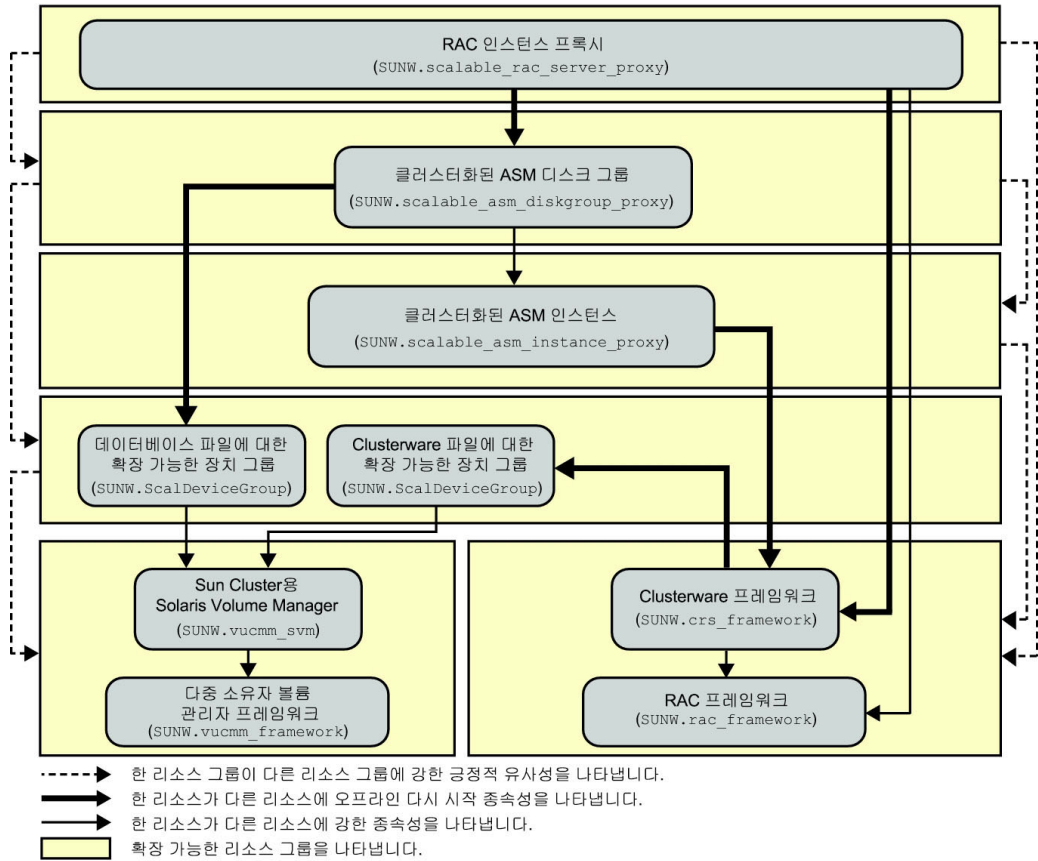 RAC 인스턴스 프록시
(SUNW.scalable_rac_server_proxy)
클러스터화된 ASM 디스크 그룹
(SUNW.scalable_asm_diskgroup_proxy)
클러스터화된 ASM 인스턴스
(SUNW.scalable_asm_instance_proxy)
데이터베이스 파일에 대한
확장 가능한 장치 그룹
(SUNW.ScalDeviceGroup)
Clusterware 파일에 대한
확장 가능한 장치 그룹
(SUNW.ScalDeviceGroup)
Sun Cluster용
Solaris Volume Manager
(SUNW.vucmm_svm)
다중 소유자 볼륨
관리자 프레임워크
(SUNW.vucmm_framework)
Clusterware 프레임워크
(SUNW.crs_framework)
RAC 프레임워크
(SUNW.rac_framework)
한 리소스 그룹이 다른 리소스 그룹에 강한 긍정적 유사성을 나타냅니다.
한 리소스가 다른 리소스에 오프라인 다시 시작 종속성을 나타냅니다.
한 리소스가 다른 리소스에 강한 종속성을 나타냅니다.
확장 가능한 리소스 그룹을 나타냅니다.